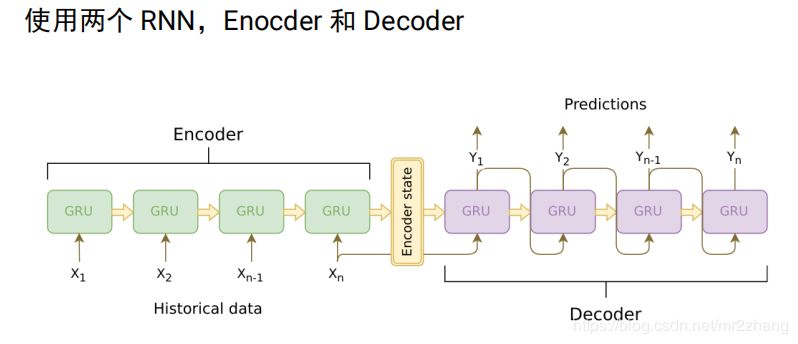 使用两个 RNN，Enocder 和 Decoder
Predictions
Encoder
Y1 Y2 Yn-1 Yn
GRU GRU GRU GRU Encoder state GRU GRU GRU GRU
X1 X2 Xn-1 Xn
Historical data
Decoder
https://blog.csdn.net/mr2zhang